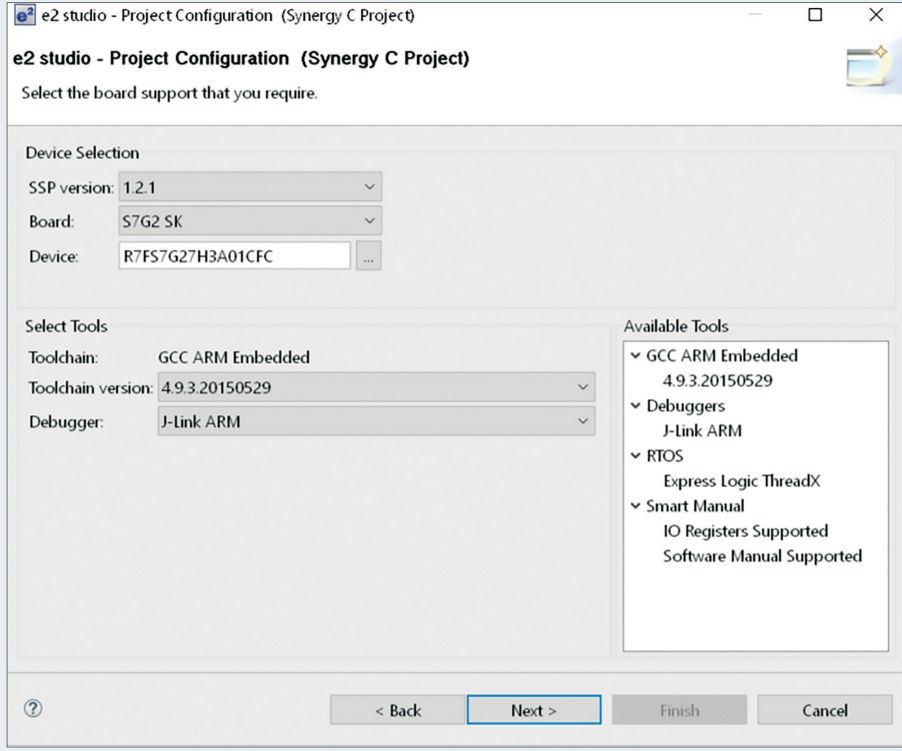 e2 studio - Project Configuration (Synergy C Project)
e2 studio - Project Configuration (Synergy C Project)
Select the board support that you require.
Device Selection
SSP version: 1.2.1
Board: S7G2 SK
Device: R7FS7G27H3A01CFC ...
Select Tools
Toolchain: GCC ARM Embedded
Toolchain version: 4.9.3.20150529
Debugger: J-Link ARM
Available Tools
GCC ARM Embedded
4.9.3.20150529
Debuggers
J-Link ARM
RTOS
Express Logic ThreadX
Smart Manual
IO Registers Supported
Software Manual Supported
? < Back Next > Finish Cancel